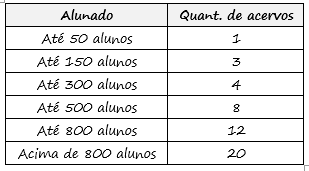 Alunado Quant. de acervos
Até 50 alunos 1
Até 150 alunos 3
Até 300 alunos 4
Até 500 alunos 8
Até 800 alunos 12
Acima de 800 alunos 20